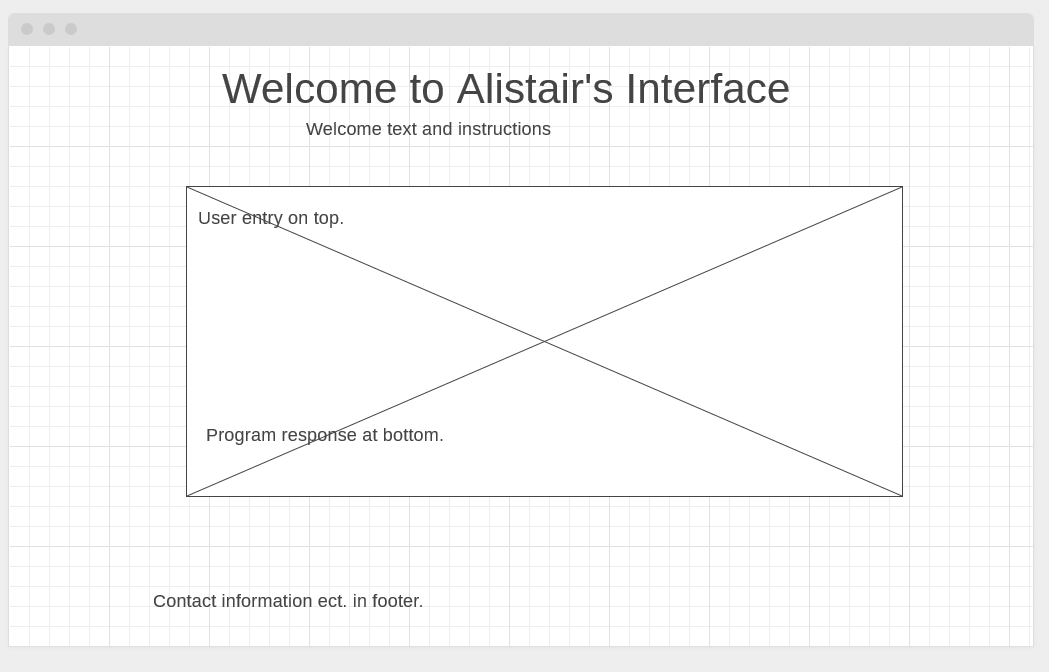 Welcome to Alistair's Interface
Welcome text and instructions
User entry on top.
Program response at bottom.
Contact information ect. in footer.